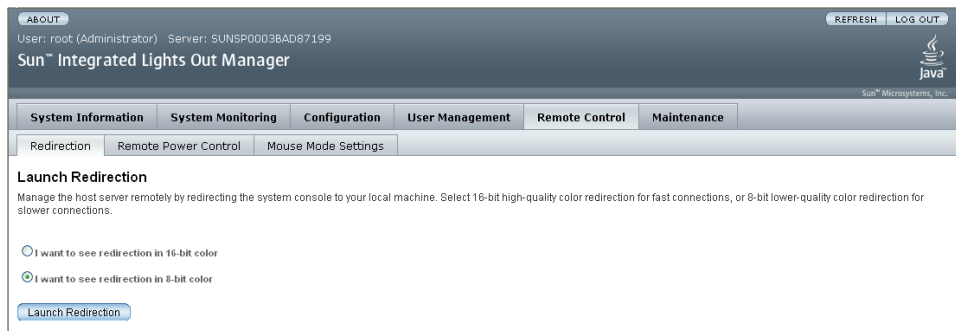 ABOUT
REFRESH LOG OUT
User: root (Administrator) Server: SUNSP0003BAD87199
Sun™ Integrated Lights Out Manager
Java™
Sun™ Microsystems, Inc.
System Information System Monitoring Configuration User Management Remote Control Maintenance
Redirection Remote Power Control Mouse Mode Settings
Launch Redirection
Manage the host server remotely by redirecting the system console to your local machine. Select 16-bit high-quality color redirection for fast connections, or 8-bit lower-quality color redirection for
slower connections.
I want to see redirection in 16-bit color
I want to see redirection in 8-bit color
Launch Redirection